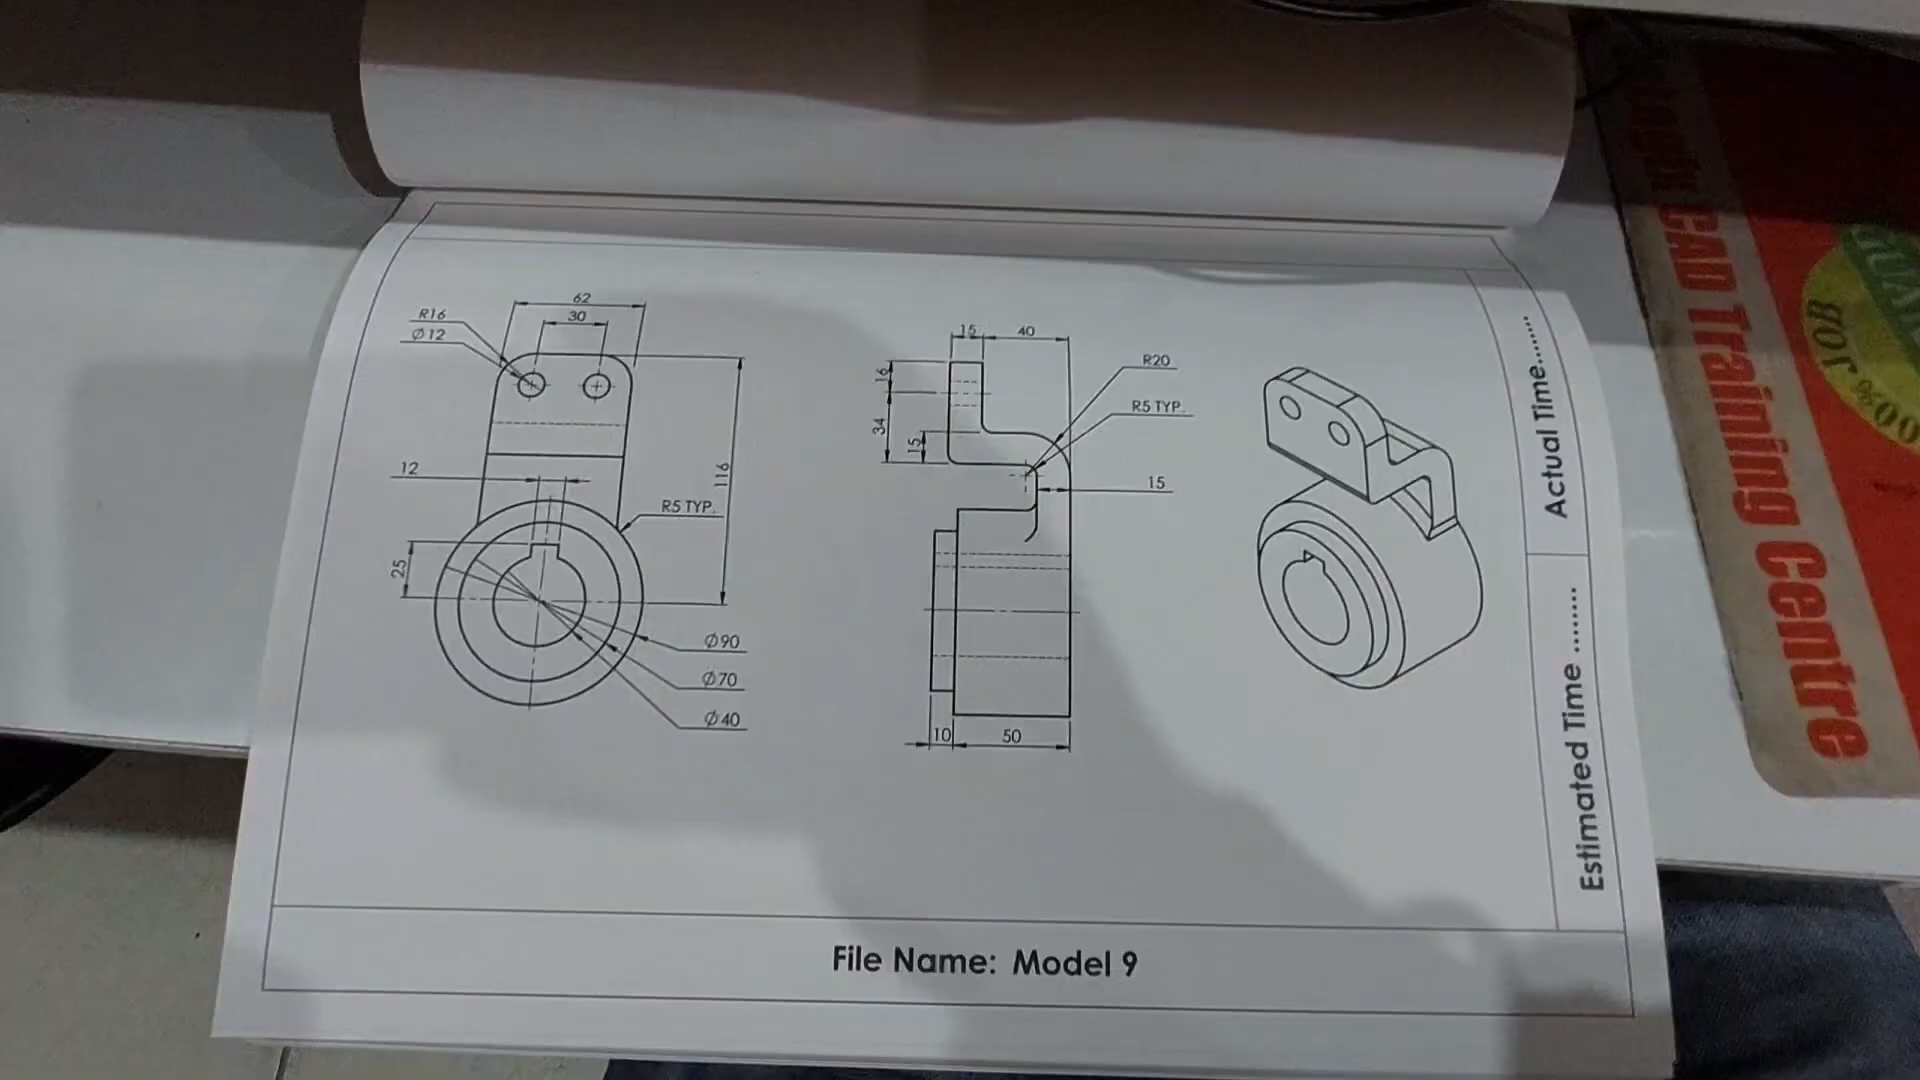 62
30
R16
Ø12
12
116
R5 TYP.
25
Ø90
Ø70
Ø40
15
40
16
34
15
R20
R5 TYP.
15
10
50
Actual Time........
Estimated Time ........
File Name: Model 9
CAD Training Centre
JOB
100%